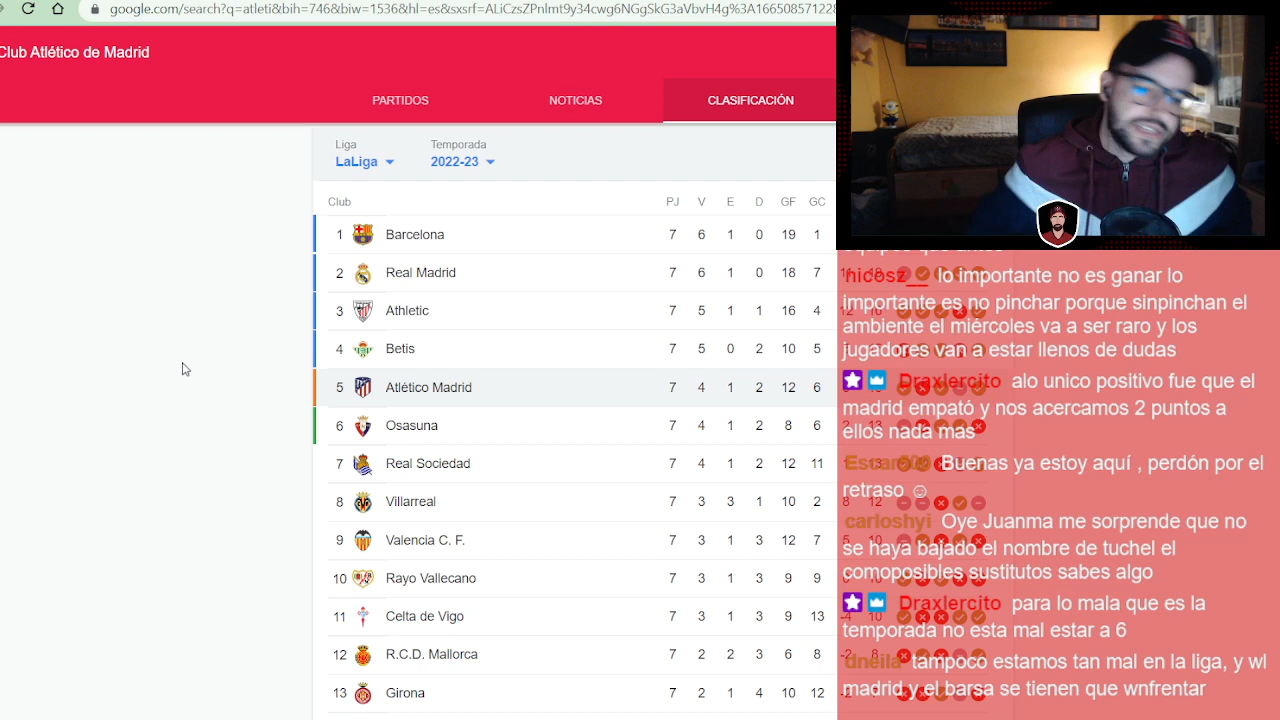 https://www.google.com/search?q=atleti&biw=746&bih=1536&hl=es&sxsrf=ALiCzsZPnlmt9y34cwg6NGgSkG3aVbvH4g%3A166505857122
Club Atlético de Madrid
PARTIDOS NOTICIAS CLASIFICACIÓN
Liga Temporada
LaLiga 2022-23
Club PJ V E D GF GC
1 Barcelona 7 6 1 0 19 1
2 Real Madrid 7 6 1 0 18 7
3 Athletic 7 5 1 1 16 4
4 Betis 7 5 0 2 10 5
5 Atlético Madrid 7 4 1 2 12 6
6 Osasuna 7 4 1 2 8 6
7 Real Sociedad 7 4 1 2 12 11
8 Villarreal 7 3 3 1 10 2
9 Valencia C. F. 7 3 1 3 12 7
10 Rayo Vallecano 7 3 1 3 9 9
11 Celta de Vigo 7 3 1 3 9 13
12 R.C.D. Mallorca 7 2 2 3 6 8
13 Girona 7 2 1 4 10 12
nicosz__ lo importante no es ganar lo
importante es no pinchar porque sinpinchan el
ambiente el miércoles va a ser raro y los
jugadores van a estar llenos de dudas
Draxlercito alo unico positivo fue que el
madrid empató y nos acercamos 2 puntos a
ellos nada mas
Buenas ya estoy aquí , perdón por el
retraso
carloshyi Oye Juanma me sorprende que no
se haya bajado el nombre de tuchel el
comoposibles sustitutos sabes algo
Draxlercito para lo mala que es la
temporada no esta mal estar a 6
dneila tampoco estamos tan mal en la liga, y wl
madrid y el barsa se tienen que wnfrentar